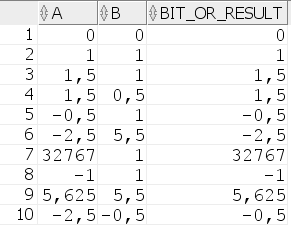 A B BIT_OR_RESULT
1 0 0 0
2 1 1 1
3 1,5 1 1,5
4 1,5 0,5 1,5
5 -0,5 1 -0,5
6 -2,5 5,5 -2,5
7 32767 1 32767
8 -1 1 -1
9 5,625 5,5 5,625
10 -2,5 -0,5 -0,5